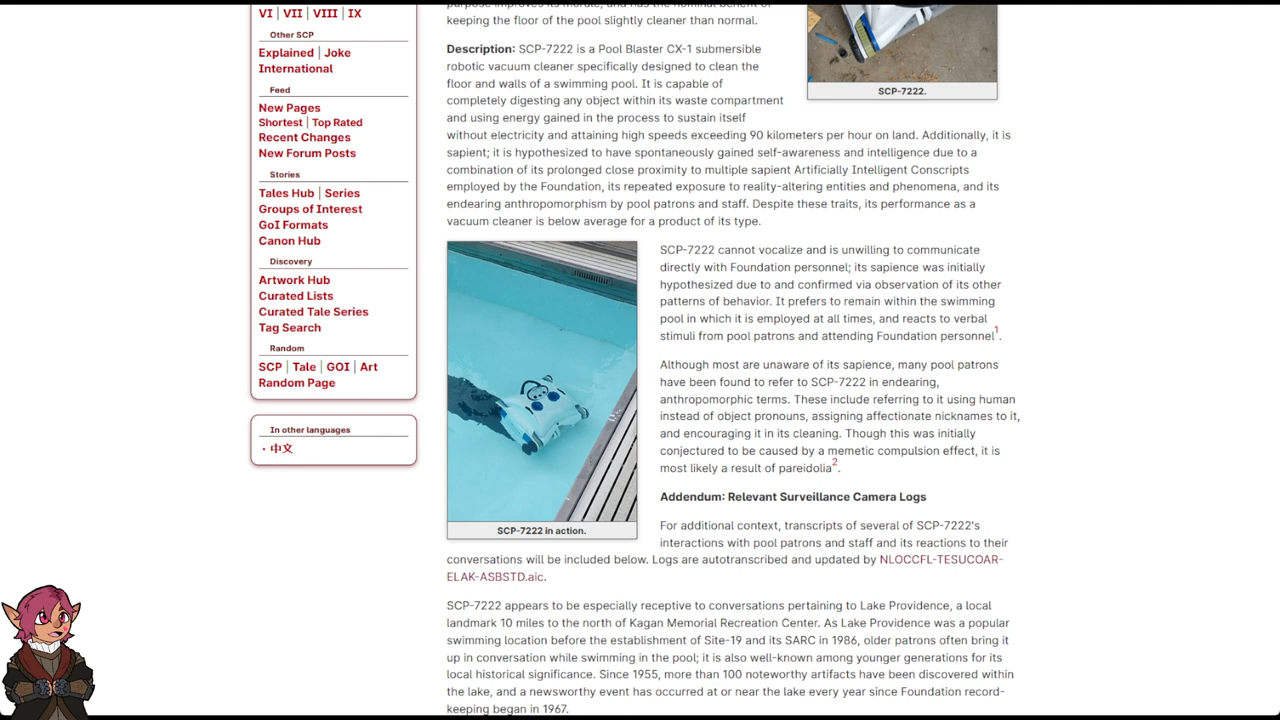 VI | VII | VIII | IX
Other SCP
Explained | Joke
International
Feed
New Pages
Shortest | Top Rated
Recent Changes
New Forum Posts
Stories
Tales Hub | Series
Groups of Interest
GoI Formats
Canon Hub
Discovery
Artwork Hub
Curated Lists
Curated Tale Series
Tag Search
Random
SCP | Tale | GOI | Art
Random Page
In other languages
· 中文
purpose improves its morale, and has the nominal benefit of
keeping the floor of the pool slightly cleaner than normal.
Description: SCP-7222 is a Pool Blaster CX-1 submersible
robotic vacuum cleaner specifically designed to clean the
floor and walls of a swimming pool. It is capable of
completely digesting any object within its waste compartment
and using energy gained in the process to sustain itself
without electricity and attaining high speeds exceeding 90 kilometers per hour on land. Additionally, it is
sapient; it is hypothesized to have spontaneously gained self-awareness and intelligence due to a
combination of its prolonged close proximity to multiple sapient Artificially Intelligent Conscripts
employed by the Foundation, its repeated exposure to reality-altering entities and phenomena, and its
endearing anthropomorphism by pool patrons and staff. Despite these traits, its performance as a
vacuum cleaner is below average for a product of its type.
SCP-7222.
SCP-7222 cannot vocalize and is unwilling to communicate
directly with Foundation personnel; its sapience was initially
hypothesized due to and confirmed via observation of its other
patterns of behavior. It prefers to remain within the swimming
pool in which it is employed at all times, and reacts to verbal
stimuli from pool patrons and attending Foundation personnel1.
Although most are unaware of its sapience, many pool patrons
have been found to refer to SCP-7222 in endearing,
anthropomorphic terms. These include referring to it using human
instead of object pronouns, assigning affectionate nicknames to it,
and encouraging it in its cleaning. Though this was initially
conjectured to be caused by a memetic compulsion effect, it is
most likely a result of pareidolia2.
SCP-7222 in action.
Addendum: Relevant Surveillance Camera Logs
For additional context, transcripts of several of SCP-7222's
interactions with pool patrons and staff and its reactions to their
conversations will be included below. Logs are autotranscribed and updated by NLOCCFL-TESUCOAR-
ELAK-ASBSTD.aic.
SCP-7222 appears to be especially receptive to conversations pertaining to Lake Providence, a local
landmark 10 miles to the north of Kagan Memorial Recreation Center. As Lake Providence was a popular
swimming location before the establishment of Site-19 and its SARC in 1986, older patrons often bring it
up in conversation while swimming in the pool; it is also well-known among younger generations for its
local historical significance. Since 1955, more than 100 noteworthy artifacts have been discovered within
the lake, and a newsworthy event has occurred at or near the lake every year since Foundation record-
keeping began in 1967.